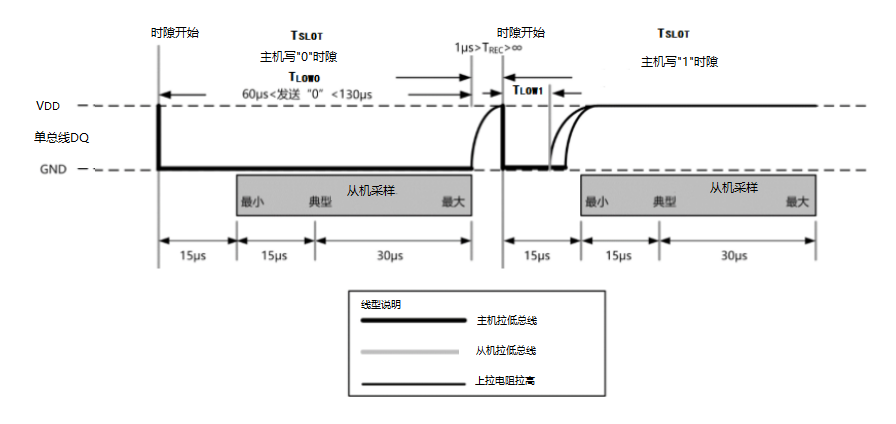 时隙开始
TSLOT
主机写"0"时隙
TLOW0
60μs<发送“0”<130μs
1μs>TREC>∞
时隙开始
TSLOT
主机写"1"时隙
TLOW1
VDD
单总线DQ
GND
从机采样
最小
典型
最大
从机采样
最小
典型
最大
15μs
15μs
30μs
15μs
15μs
30μs
线型说明
主机拉低总线
从机拉低总线
上拉电阻拉高